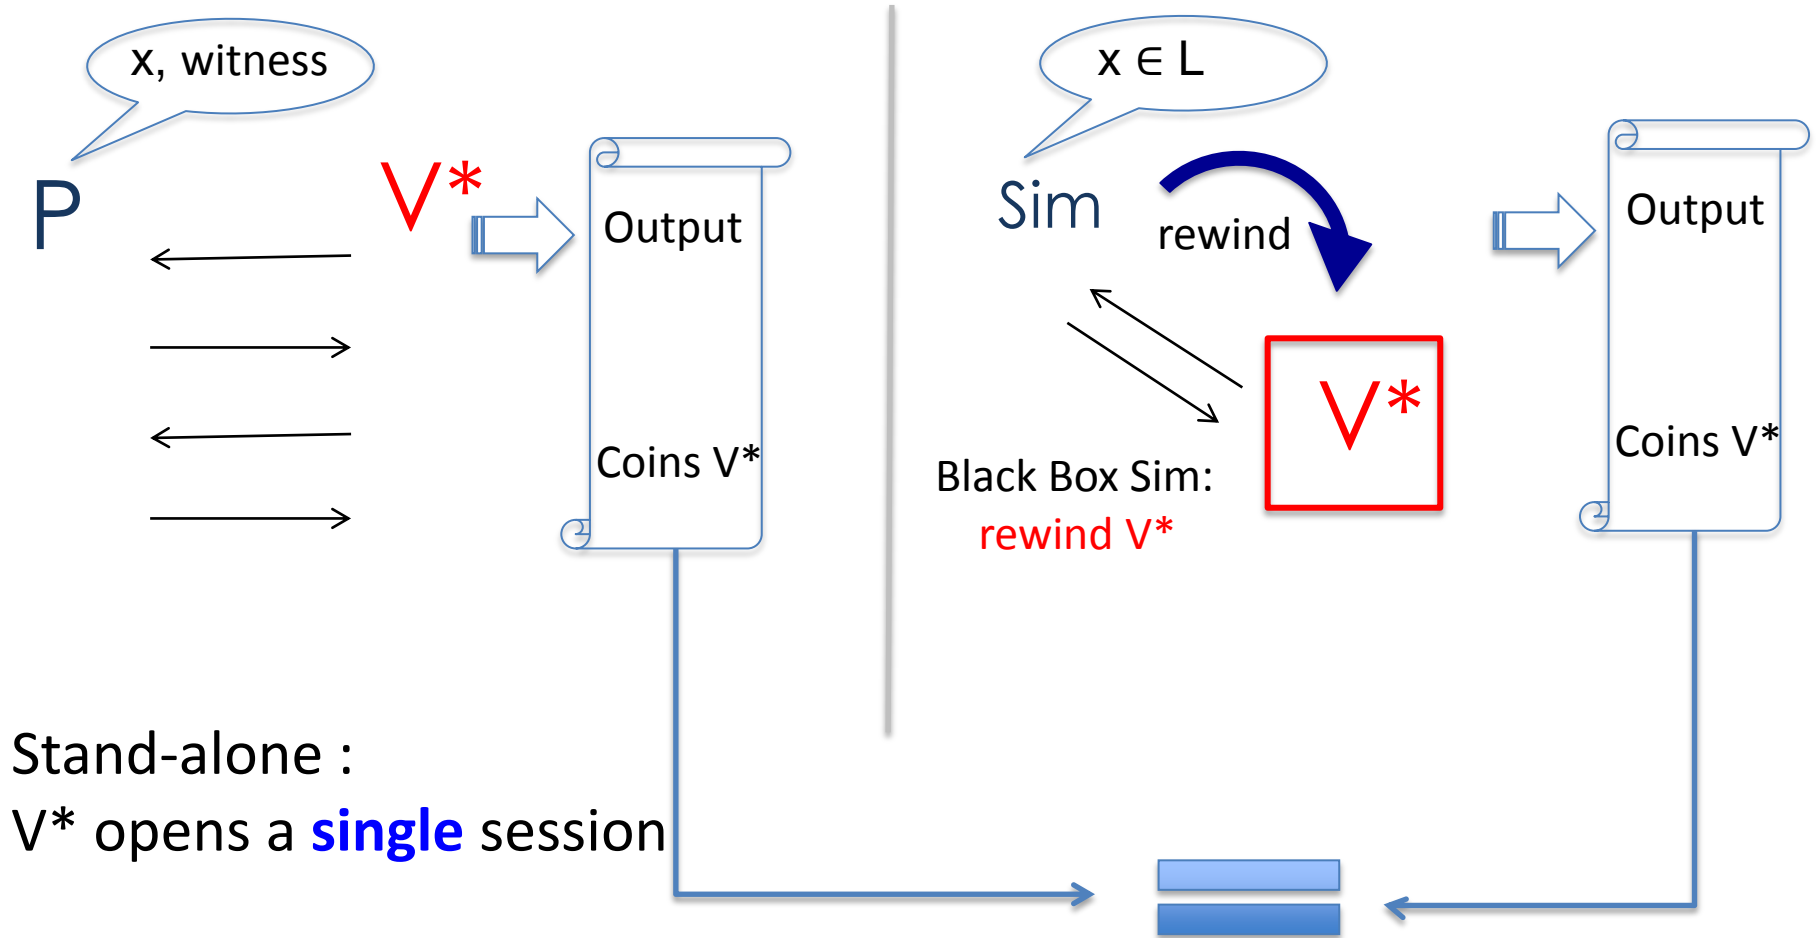 x, witness
P
V*
Output
Coins V*
x ∈ L
Sim
rewind
V*
Black Box Sim:
rewind V*
Output
Coins V*
Stand-alone :
V* opens a single session